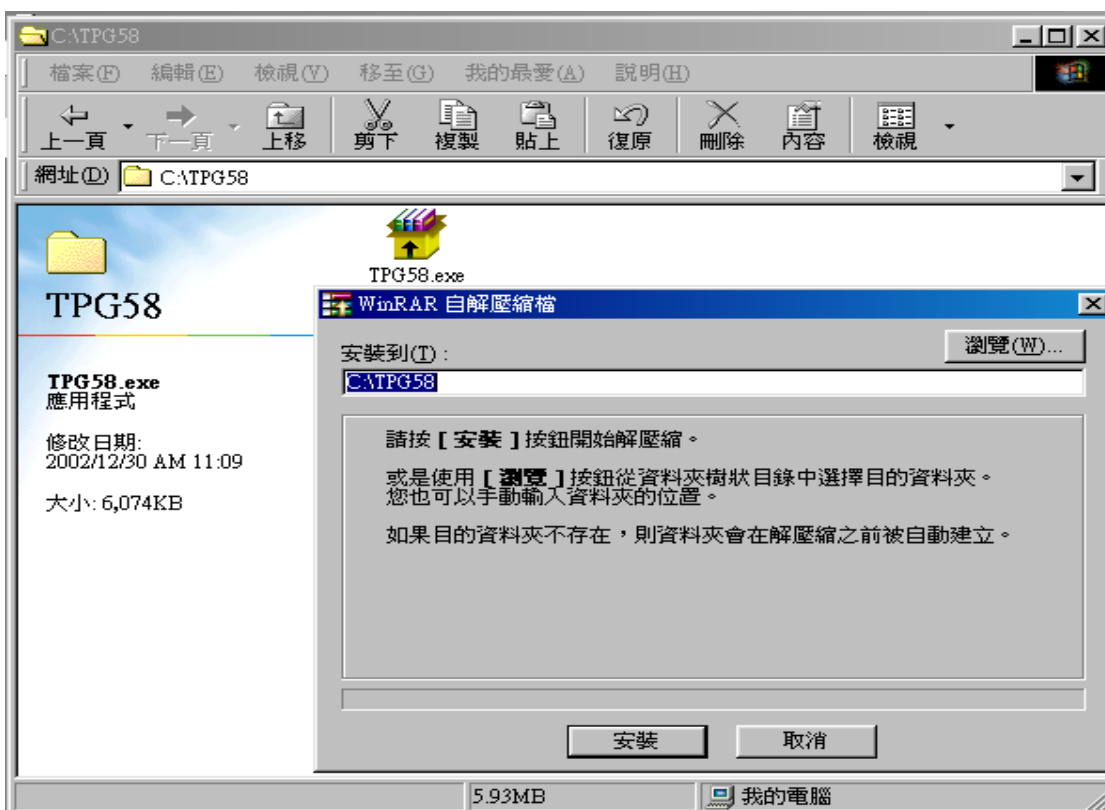 C:\TPG58
檔案(F) 編輯(E) 檢視(V) 移至(G) 我的最愛(A) 說明(H)
上一頁 下一頁 上移 剪下 複製 貼上 復原 刪除 內容 檢視
網址(D) C:\TPG58
TPG58.exe
TPG58
WinRAR 自解壓縮檔
安裝到(T) :
瀏覽(W)...
C:\TPG58
TPG58.exe
應用程式
修改日期:
2002/12/30 AM 11:09
大小: 6,074KB
請按 [ 安裝 ] 按鈕開始解壓縮。
或是使用 [ 瀏覽 ] 按鈕從資料夾樹狀目錄中選擇目的資料夾。
您也可以手動輸入資料夾的位置。
如果目的資料夾不存在，則資料夾會在解壓縮之前被自動建立。
安裝 取消
5.93MB 我的電腦